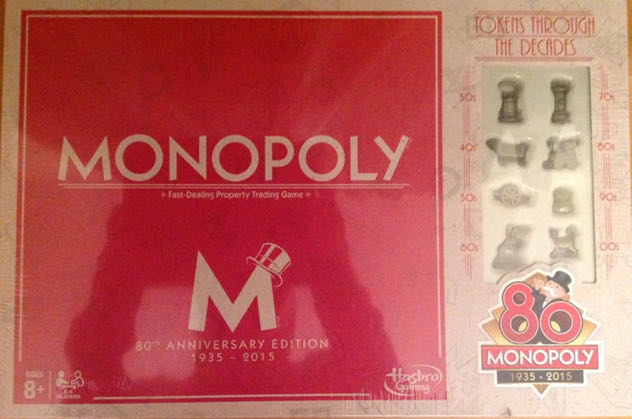 TOKENS THROUGH
THE DECADES
30s
70s
40s
80s
50s
90s
60s
00s
MONOPOLY
Fast-Dealing Property Trading Game
M
80TH ANNIVERSARY EDITION
1935 - 2015
AGES
8+
PLAYERS
Hasbro
Gaming
80
MONOPOLY
1935 - 2015